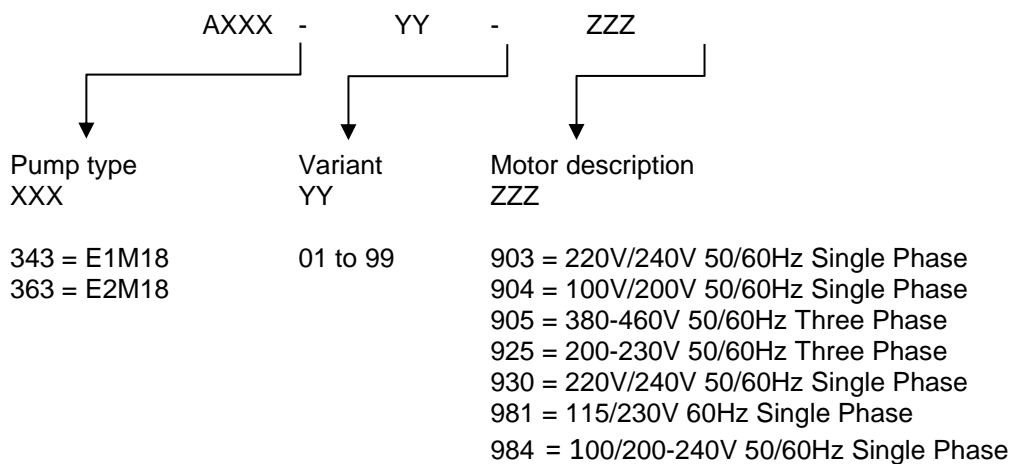 AXXX - YY - ZZZ
Pump type Variant Motor description
XXX YY ZZZ
343 = E1M18 01 to 99 903 = 220V/240V 50/60Hz Single Phase
363 = E2M18 904 = 100V/200V 50/60Hz Single Phase
905 = 380-460V 50/60Hz Three Phase
925 = 200-230V 50/60Hz Three Phase
930 = 220V/240V 50/60Hz Single Phase
981 = 115/230V 60Hz Single Phase
984 = 100/200-240V 50/60Hz Single Phase